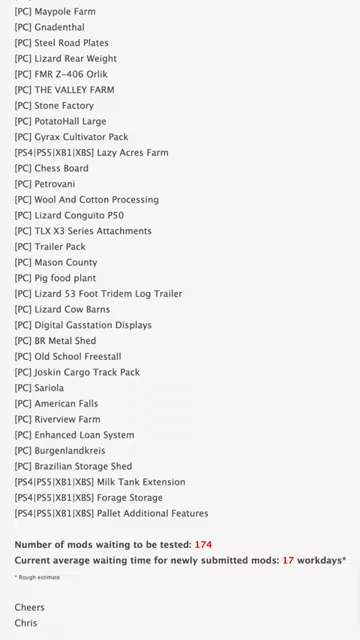 [PC] Maypole Farm
[PC] Gnadenthal
[PC] Steel Road Plates
[PC] Lizard Rear Weight
[PC] FMR Z-406 Orlik
[PC] THE VALLEY FARM
[PC] Stone Factory
[PC] PotatoHall Large
[PC] Gyrax Cultivator Pack
[PS4|PS5|XB1|XBS] Lazy Acres Farm
[PC] Chess Board
[PC] Petrovani
[PC] Wool And Cotton Processing
[PC] Lizard Conguito P50
[PC] TLX X3 Series Attachments
[PC] Trailer Pack
[PC] Mason County
[PC] Pig food plant
[PC] Lizard 53 Foot Tridem Log Trailer
[PC] Lizard Cow Barns
[PC] Digital Gasstation Displays
[PC] BR Metal Shed
[PC] Old School Freestall
[PC] Joskin Cargo Track Pack
[PC] Sariola
[PC] American Falls
[PC] Riverview Farm
[PC] Enhanced Loan System
[PC] Burgenlandkreis
[PC] Brazilian Storage Shed
[PS4|PS5|XB1|XBS] Milk Tank Extension
[PS4|PS5|XB1|XBS] Forage Storage
[PS4|PS5|XB1|XBS] Pallet Additional Features
Number of mods waiting to be tested: 174
Current average waiting time for newly submitted mods: 17 workdays*
* Rough estimate
Cheers
Chris